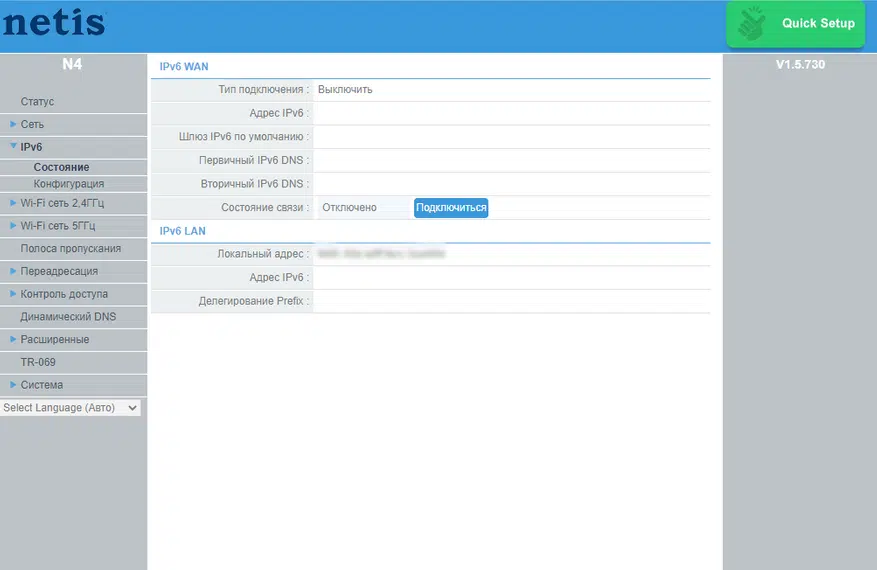 netis
Quick Setup
N4
V1.5.730
Статус
Сеть
IPv6
Состояние
Конфигурация
Wi-Fi сеть 2,4ГГц
Wi-Fi сеть 5ГГц
Полоса пропускания
Переадресация
Контроль доступа
Динамический DNS
Расширенные
TR-069
Система
Select Language (Авто)
IPv6 WAN
Тип подключения : Выключить
Адрес IPv6 :
Шлюз IPv6 по умолчанию :
Первичный IPv6 DNS :
Вторичный IPv6 DNS :
Состояние связи : Отключено Подключиться
IPv6 LAN
Локальный адрес :
Адрес IPv6 :
Делегирование Prefix :